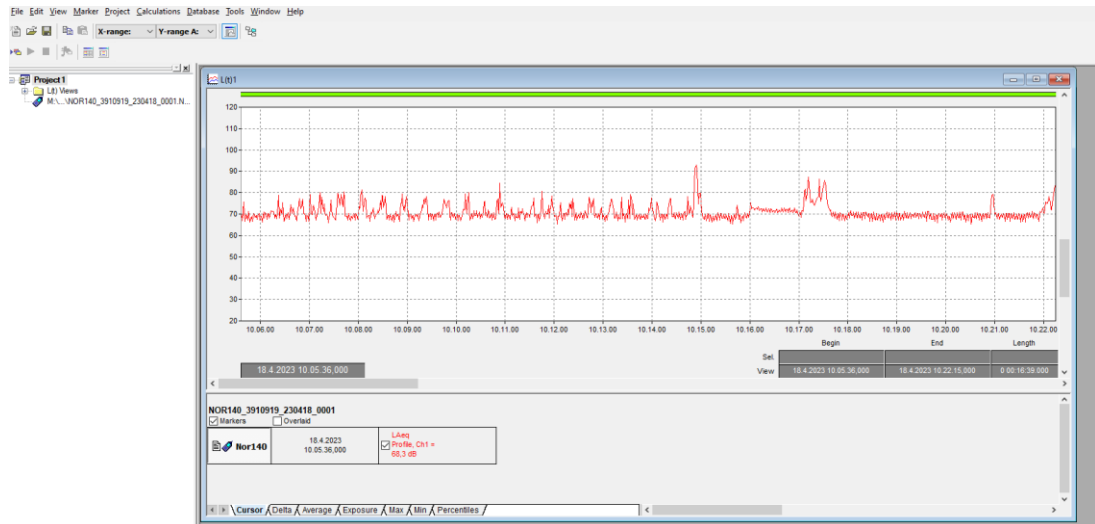 File Edit View Marker Project Calculations Database Tools Window Help
X-range: Y-range A:
Project1
L(t) Views
M:\...\NOR140_3910919_230418_0001.N...
L(t)1
120
110
100
90
80
70
60
50
40
30
20
10.06.00 10.07.00 10.08.00 10.09.00 10.10.00 10.11.00 10.12.00 10.13.00 10.14.00 10.15.00 10.16.00 10.17.00 10.18.00 10.19.00 10.20.00 10.21.00 10.22.00
Begin End Length
Sel.
18.4.2023 10.05.36,000
View 18.4.2023 10.05.36,000 18.4.2023 10.22.15,000 0 00:16:39.000
NOR140_3910919_230418_0001
Markers Overlaid
Nor140
18.4.2023
10.05.36,000
LAeq
Profile, Ch1 =
68,3 dB
Cursor Delta Average Exposure Max Min Percentiles